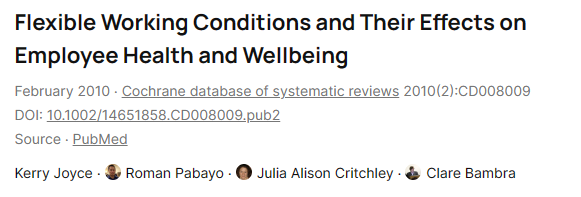 Flexible Working Conditions and Their Effects on
Employee Health and Wellbeing
February 2010 · Cochrane database of systematic reviews 2010(2):CD008009
DOI: 10.1002/14651858.CD008009.pub2
Source · PubMed
Kerry Joyce · Roman Pabayo · Julia Alison Critchley · Clare Bambra